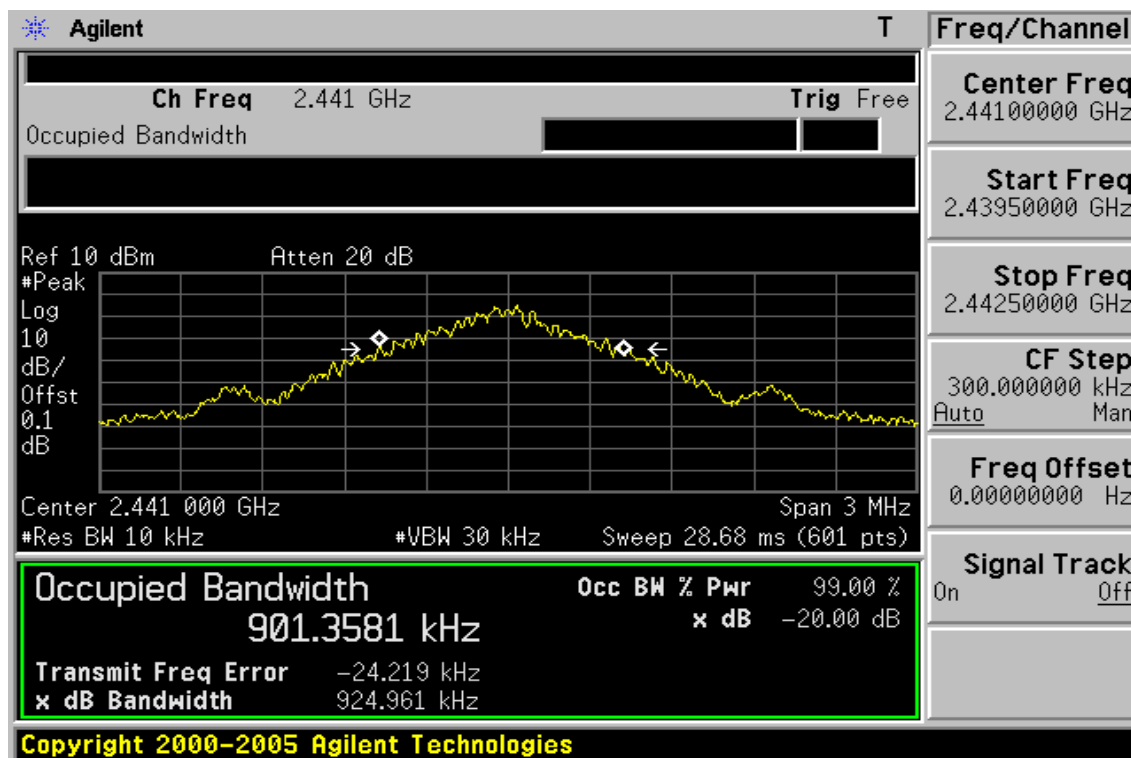 Agilent T
Ch Freq 2.441 GHz Trig Free
Occupied Bandwidth
Ref 10 dBm Atten 20 dB
#Peak
Log
10
dB/
Offst
0.1
dB
Center 2.441 000 GHz Span 3 MHz
#Res BW 10 kHz #VBW 30 kHz Sweep 28.68 ms (601 pts)
Occupied Bandwidth
901.3581 kHz
Occ BW % Pwr 99.00 %
x dB -20.00 dB
Transmit Freq Error -24.219 kHz
x dB Bandwidth 924.961 kHz
Copyright 2000-2005 Agilent Technologies
Freq/Channel
Center Freq
2.44100000 GHz
Start Freq
2.43950000 GHz
Stop Freq
2.44250000 GHz
CF Step
300.000000 kHz
Auto Man
Freq Offset
0.00000000 Hz
Signal Track
On Off